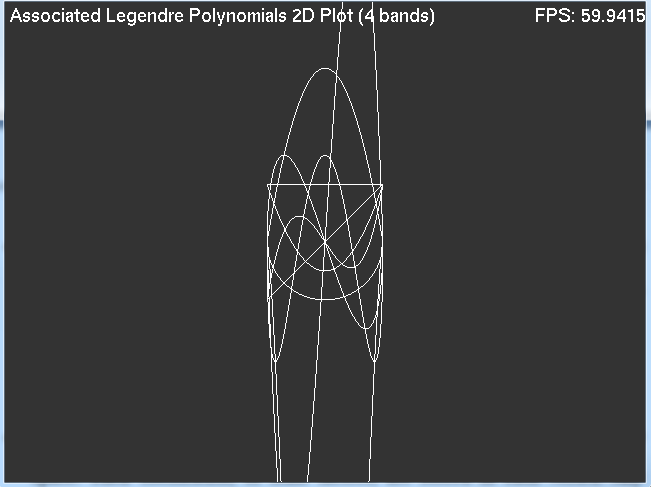 Associated Legendre Polynomials 2D Plot (4 bands) FPS: 59.9415